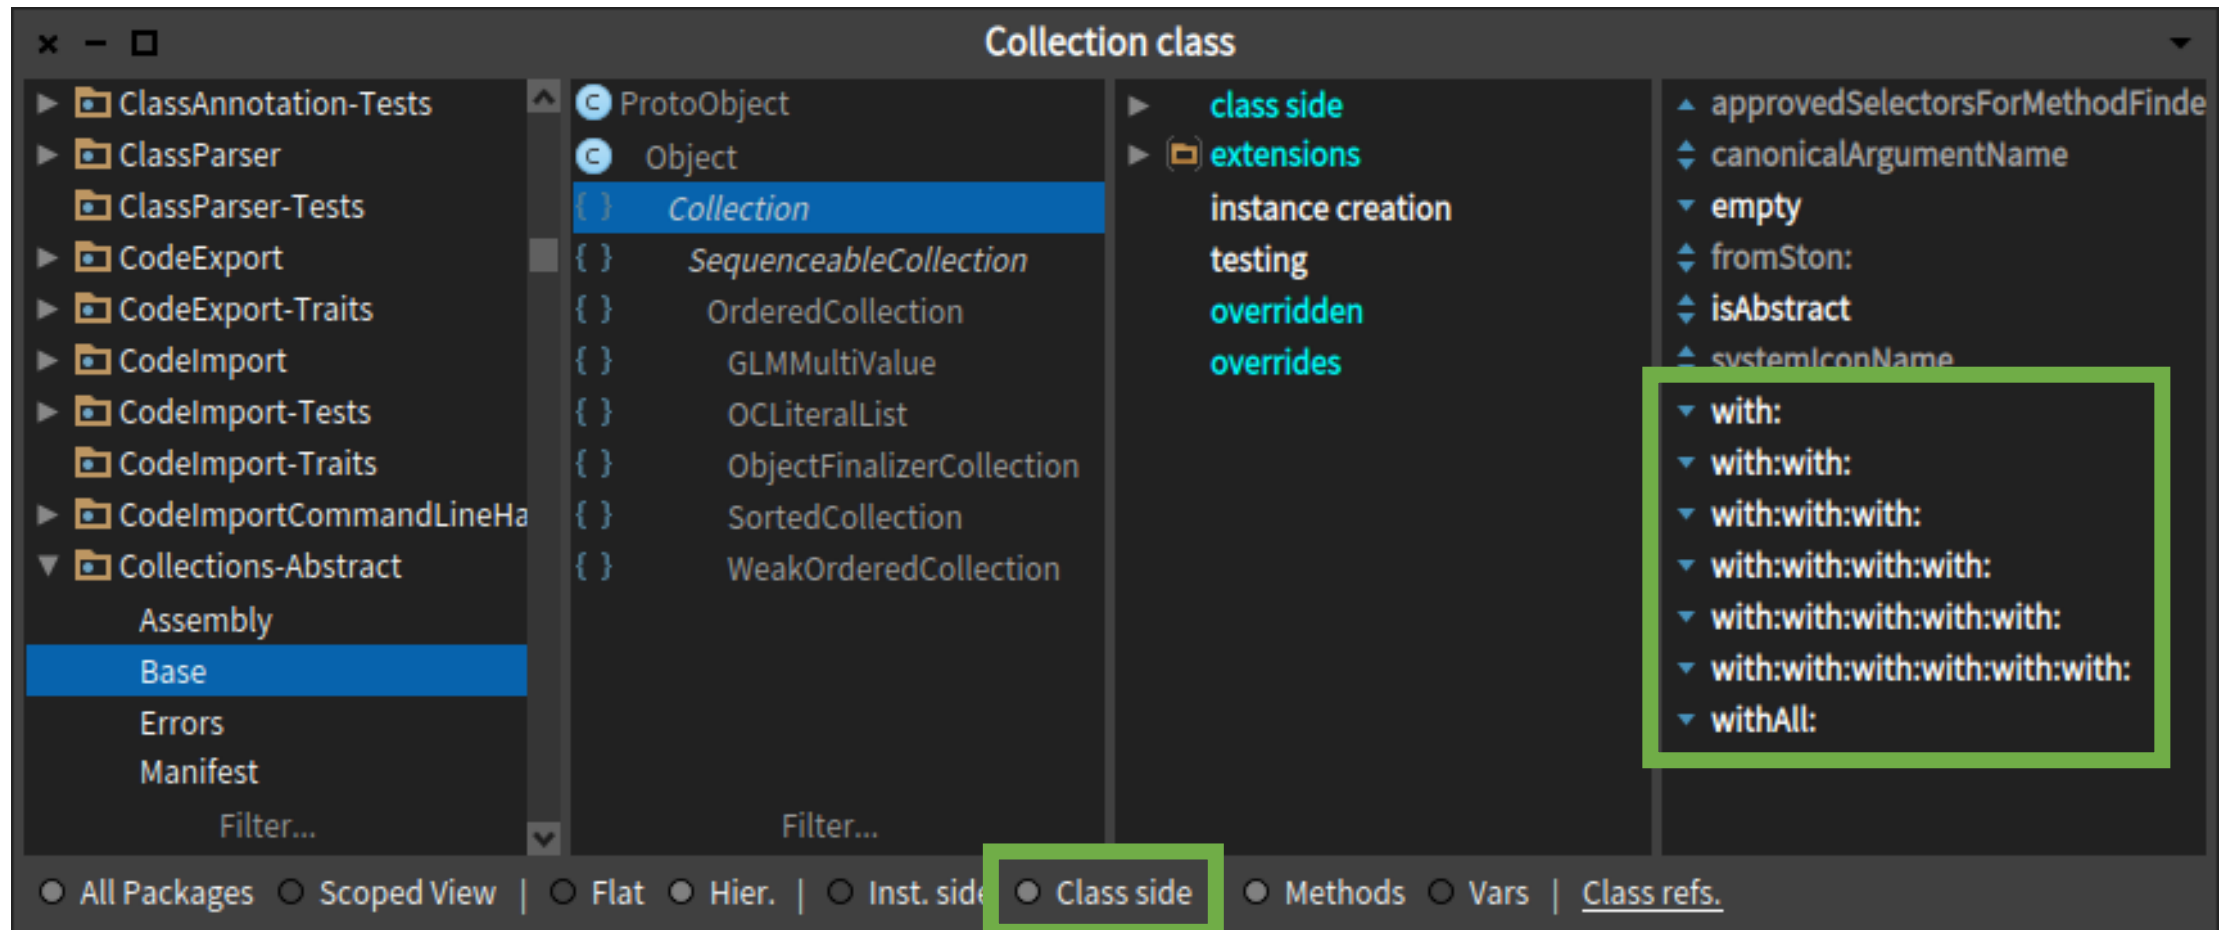 Collection class
ClassAnnotation-Tests
ClassParser
ClassParser-Tests
CodeExport
CodeExport-Traits
CodeImport
CodeImport-Tests
CodeImport-Traits
CodeImportCommandLineHa
Collections-Abstract
Assembly
Base
Errors
Manifest
Filter...
ProtoObject
Object
Collection
SequenceableCollection
OrderedCollection
GLMMultiValue
OCLiteralList
ObjectFinalizerCollection
SortedCollection
WeakOrderedCollection
Filter...
class side
extensions
instance creation
testing
overridden
overrides
approvedSelectorsForMethodFinde
canonicalArgumentName
empty
fromSton:
isAbstract
systemIconName
with:
with:with:
with:with:with:
with:with:with:with:
with:with:with:with:with:
with:with:with:with:with:with:
withAll:
All Packages Scoped View | Flat Hier. | Inst. side Class side Methods Vars | Class refs.